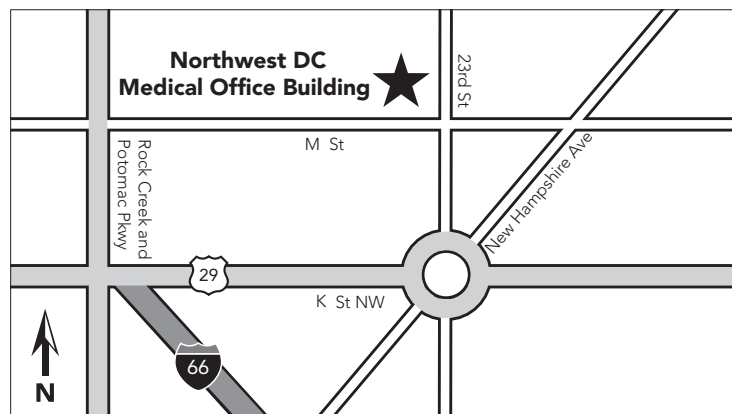 Northwest DC
Medical Office Building
23rd St
M St
Rock Creek and
Potomac Pkwy
New Hampshire Ave
29
K St NW
66
N